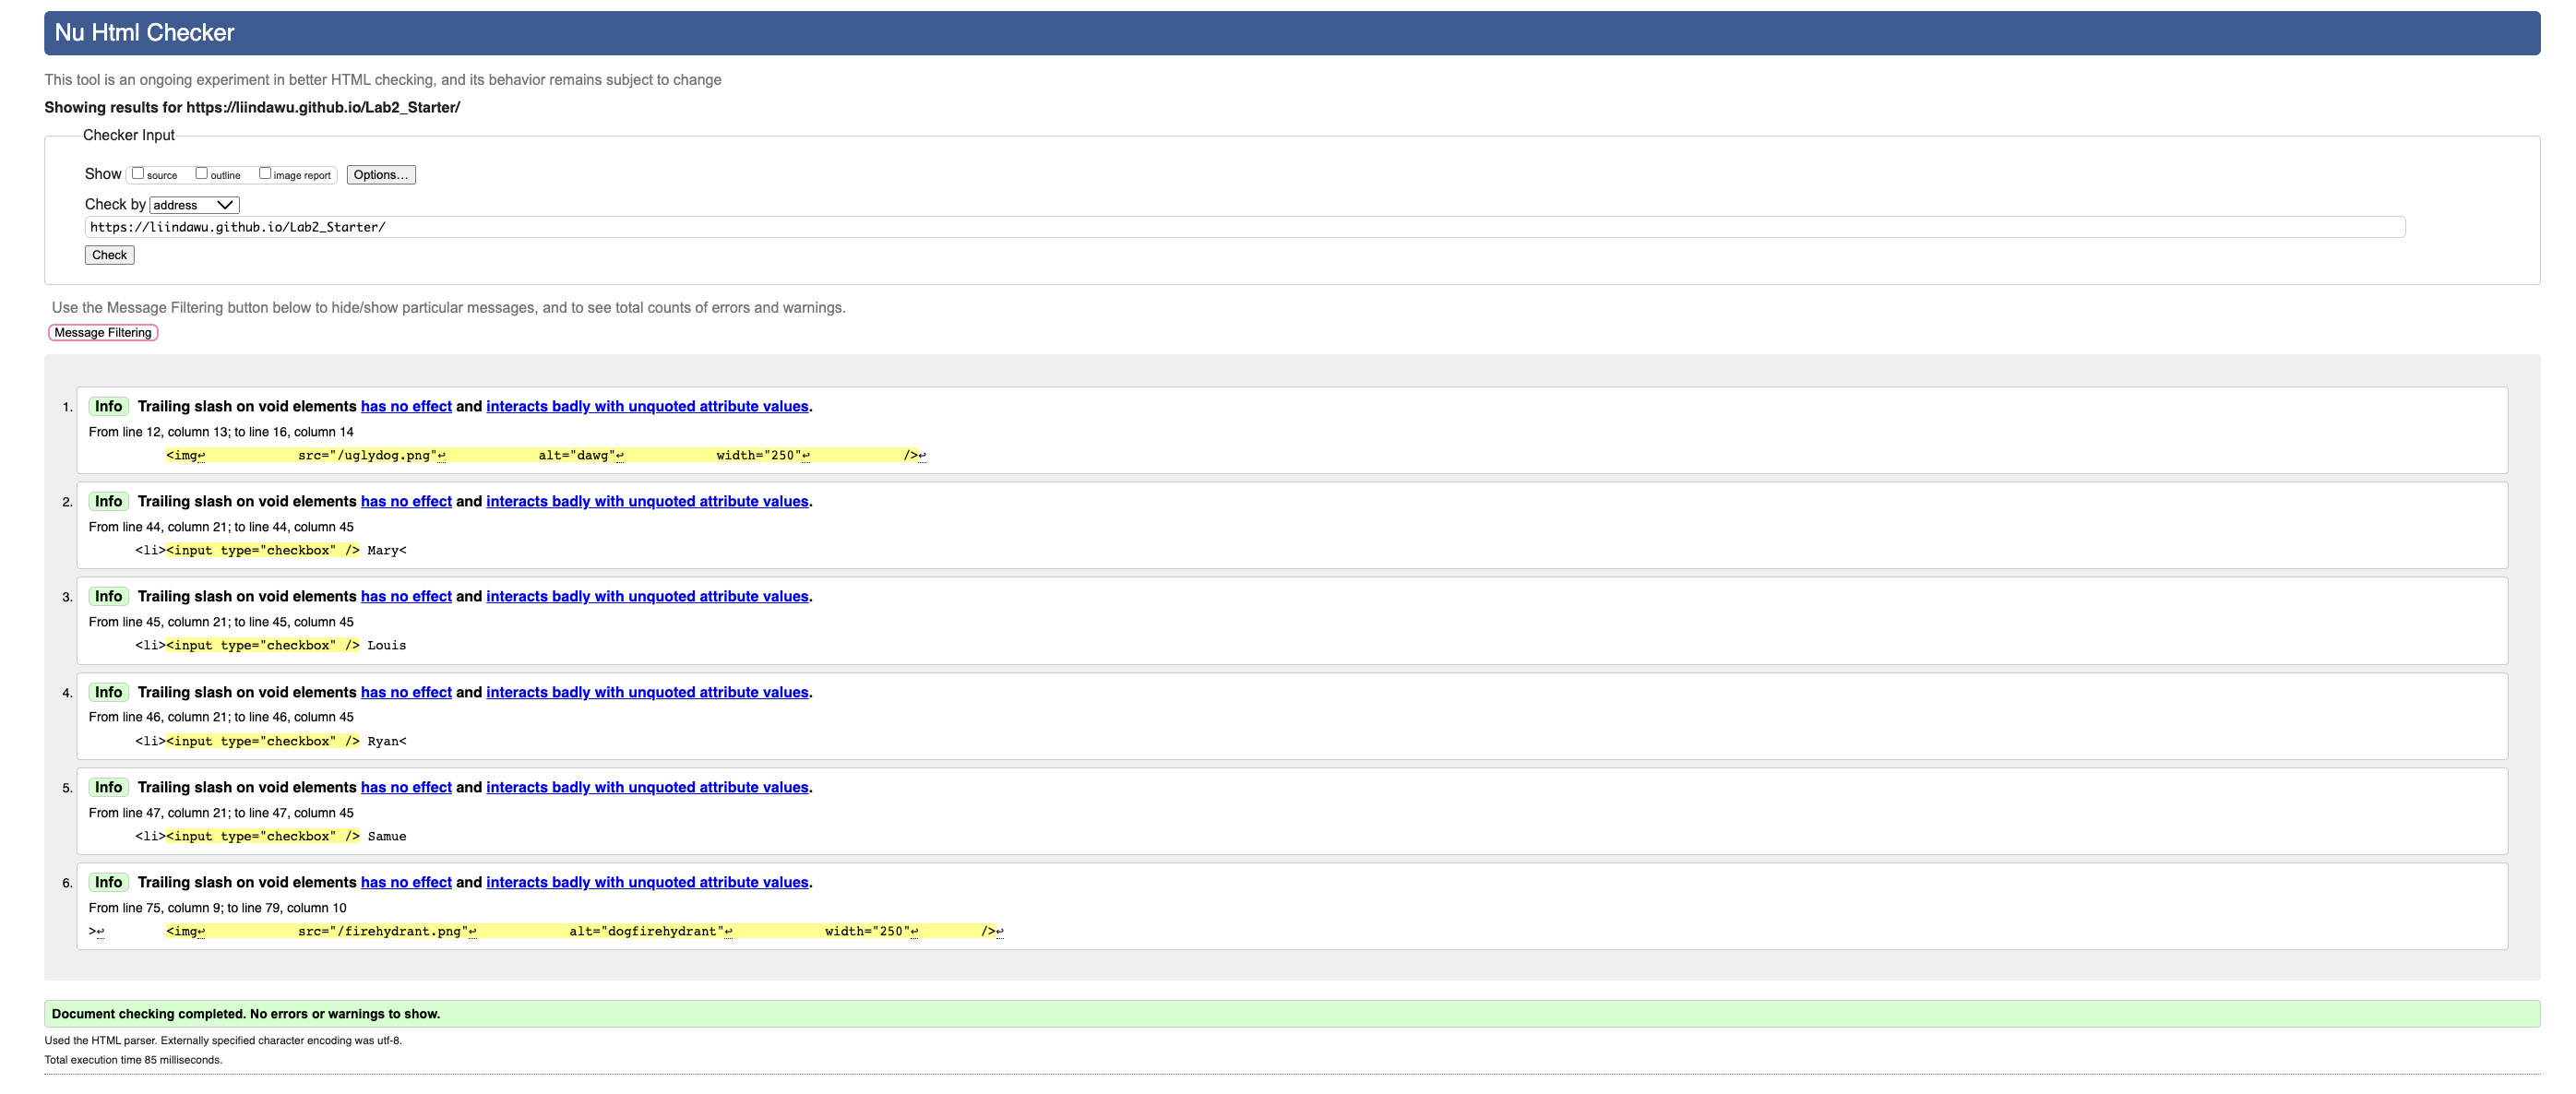 Nu Html Checker
This tool is an ongoing experiment in better HTML checking, and its behavior remains subject to change
Showing results for https://liindawu.github.io/Lab2_Starter/
Checker Input
Show source outline image report Options...
Check by address
https://liindawu.github.io/Lab2_Starter/
Check
Use the Message Filtering button below to hide/show particular messages, and to see total counts of errors and warnings.
Message Filtering
1. Info Trailing slash on void elements has no effect and interacts badly with unquoted attribute values.
From line 12, column 13; to line 16, column 14
<img↩ src="/uglydog.png"↩ alt="dawg"↩ width="250"↩ />↩
2. Info Trailing slash on void elements has no effect and interacts badly with unquoted attribute values.
From line 44, column 21; to line 44, column 45
<li><input type="checkbox" /> Mary<
3. Info Trailing slash on void elements has no effect and interacts badly with unquoted attribute values.
From line 45, column 21; to line 45, column 45
<li><input type="checkbox" /> Louis
4. Info Trailing slash on void elements has no effect and interacts badly with unquoted attribute values.
From line 46, column 21; to line 46, column 45
<li><input type="checkbox" /> Ryan<
5. Info Trailing slash on void elements has no effect and interacts badly with unquoted attribute values.
From line 47, column 21; to line 47, column 45
<li><input type="checkbox" /> Samue
6. Info Trailing slash on void elements has no effect and interacts badly with unquoted attribute values.
From line 75, column 9; to line 79, column 10
>↩ <img↩ src="/firehydrant.png"↩ alt="dogfirehydrant"↩ width="250"↩ />↩
Document checking completed. No errors or warnings to show.
Used the HTML parser. Externally specified character encoding was utf-8.
Total execution time 85 milliseconds.